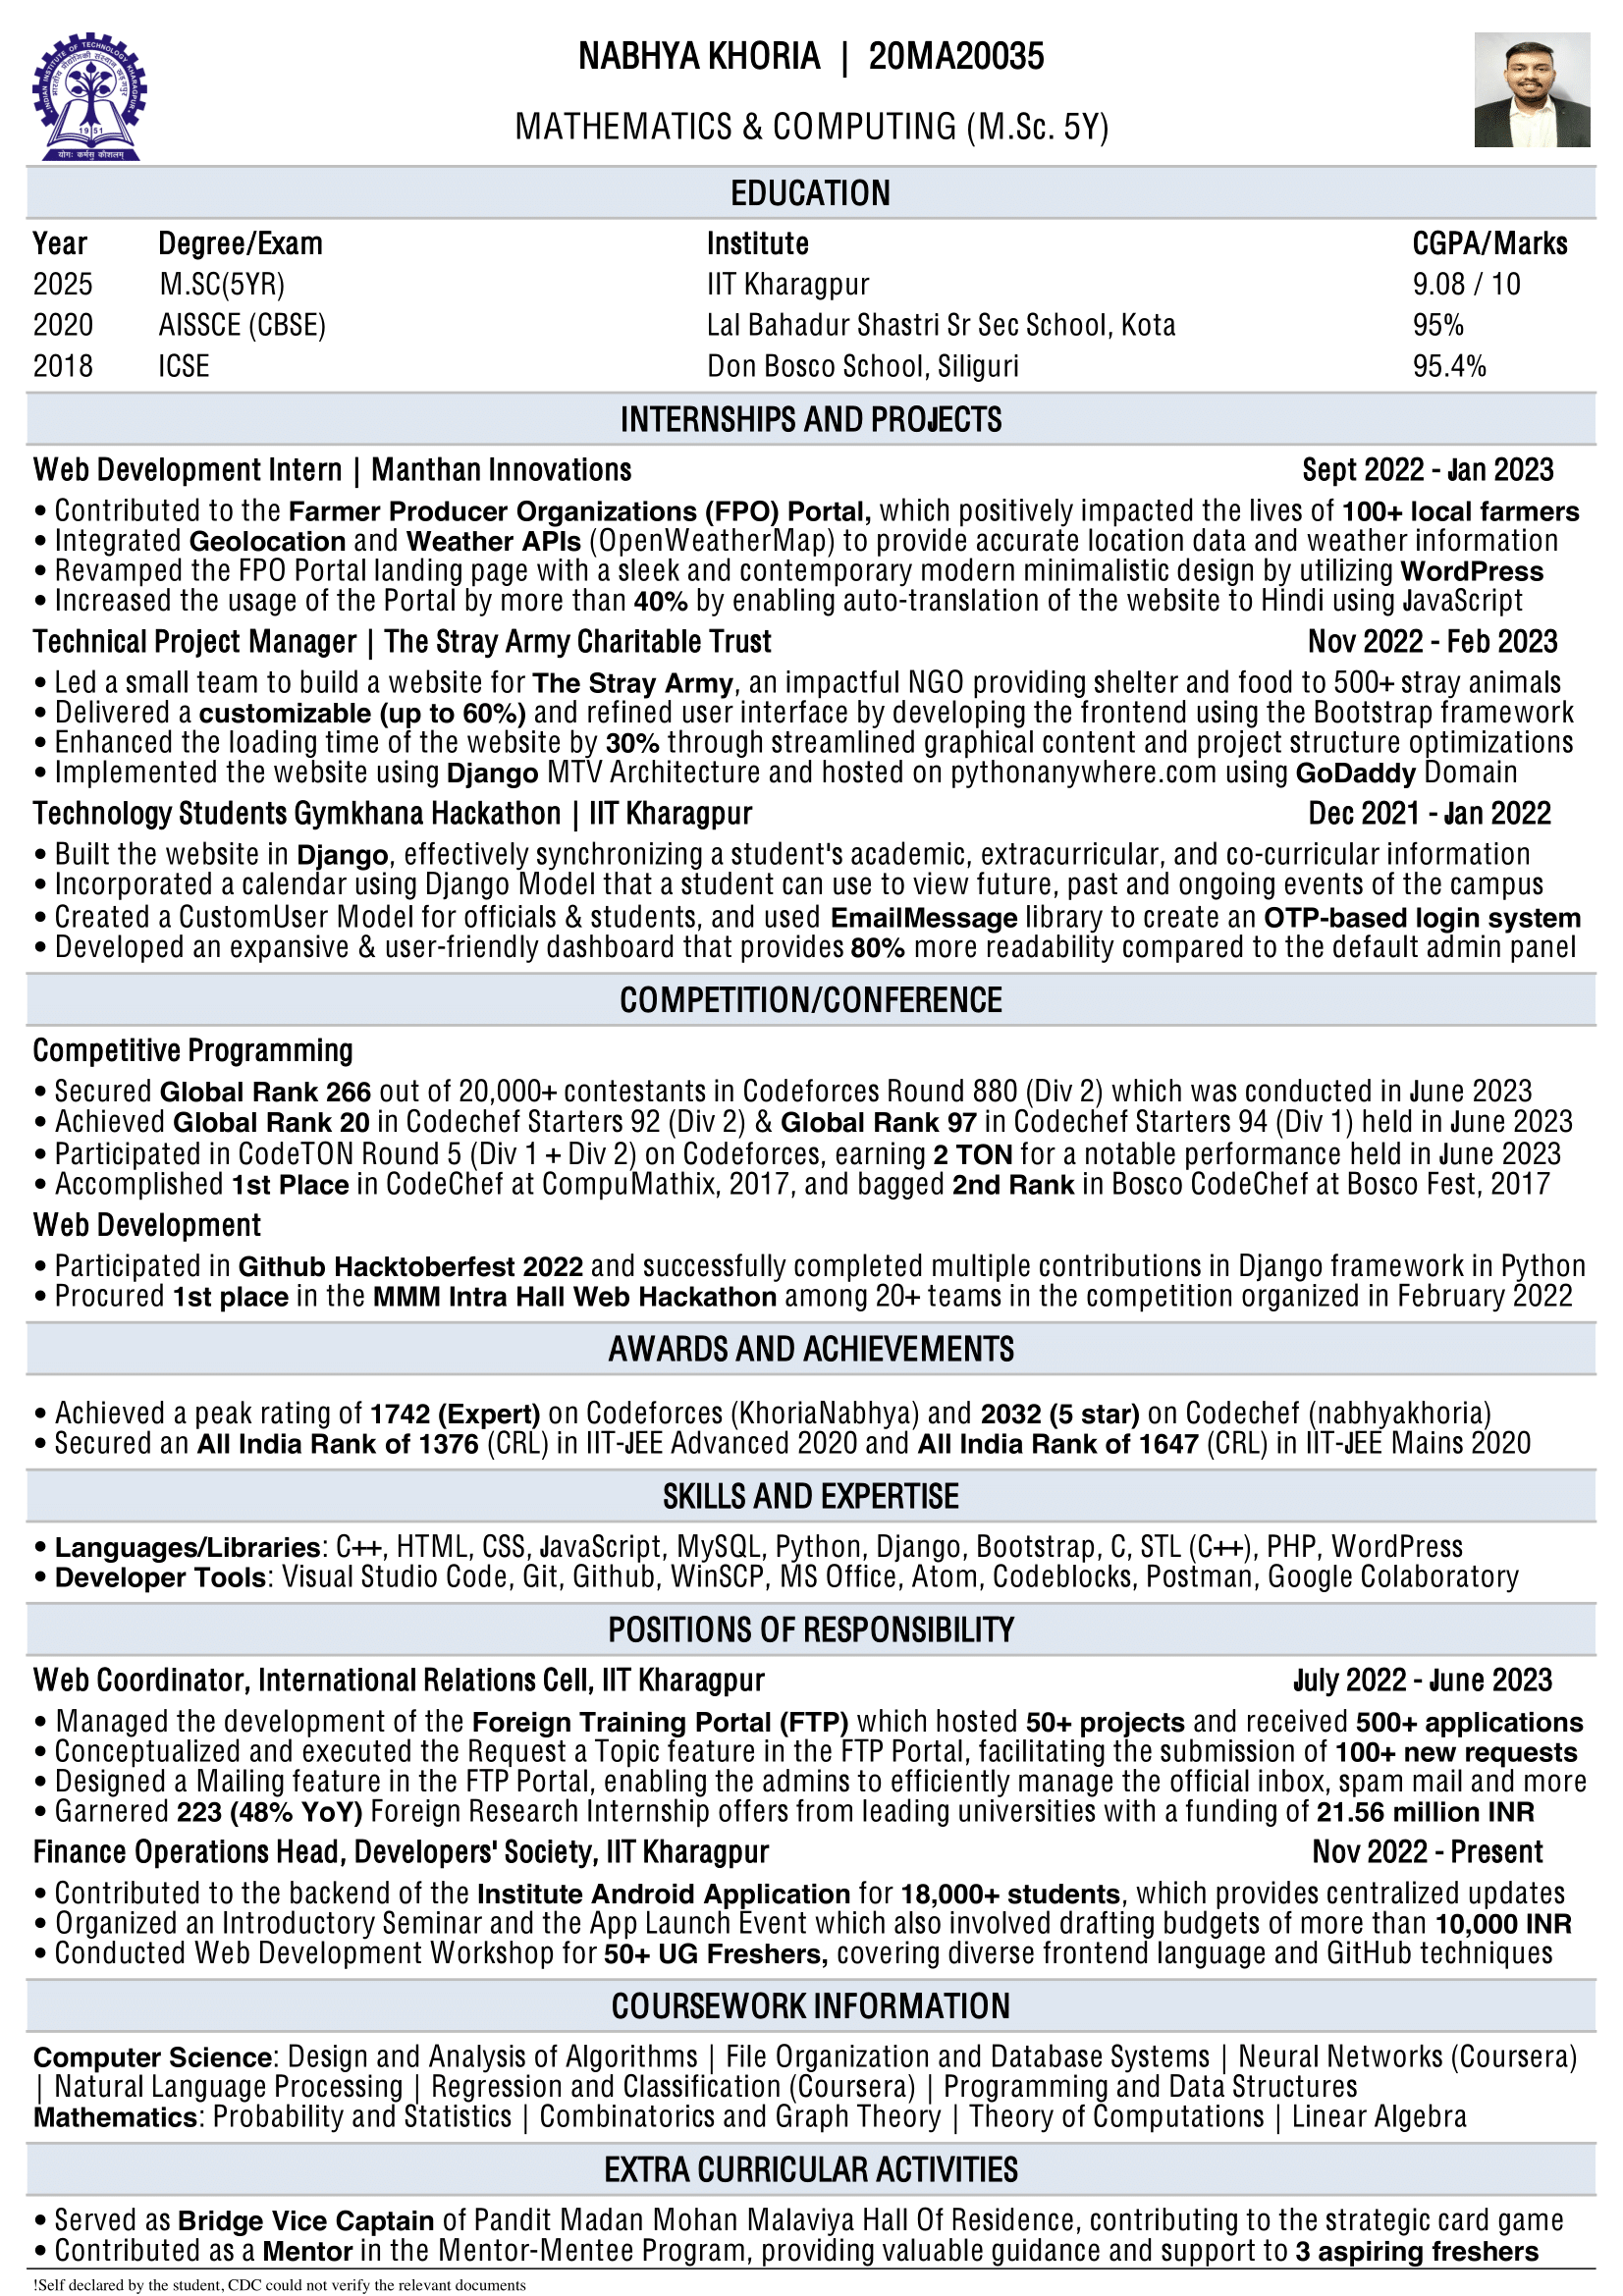 INDIAN INSTITUTE OF TECHNOLOGY KHARAGPUR
1951
योगः कर्मसु कौशलम्
NABHYA KHORIA | 20MA20035
MATHEMATICS & COMPUTING (M.Sc. 5Y)
EDUCATION
Year Degree/Exam Institute CGPA/Marks
2025 M.SC(5YR) IIT Kharagpur 9.08 / 10
2020 AISSCE (CBSE) Lal Bahadur Shastri Sr Sec School, Kota 95%
2018 ICSE Don Bosco School, Siliguri 95.4%
INTERNSHIPS AND PROJECTS
Web Development Intern | Manthan Innovations Sept 2022 - Jan 2023
• Contributed to the Farmer Producer Organizations (FPO) Portal, which positively impacted the lives of 100+ local farmers
• Integrated Geolocation and Weather APIs (OpenWeatherMap) to provide accurate location data and weather information
• Revamped the FPO Portal landing page with a sleek and contemporary modern minimalistic design by utilizing WordPress
• Increased the usage of the Portal by more than 40% by enabling auto-translation of the website to Hindi using JavaScript
Technical Project Manager | The Stray Army Charitable Trust Nov 2022 - Feb 2023
• Led a small team to build a website for The Stray Army, an impactful NGO providing shelter and food to 500+ stray animals
• Delivered a customizable (up to 60%) and refined user interface by developing the frontend using the Bootstrap framework
• Enhanced the loading time of the website by 30% through streamlined graphical content and project structure optimizations
• Implemented the website using Django MTV Architecture and hosted on pythonanywhere.com using GoDaddy Domain
Technology Students Gymkhana Hackathon | IIT Kharagpur Dec 2021 - Jan 2022
• Built the website in Django, effectively synchronizing a student's academic, extracurricular, and co-curricular information
• Incorporated a calendar using Django Model that a student can use to view future, past and ongoing events of the campus
• Created a CustomUser Model for officials & students, and used EmailMessage library to create an OTP-based login system
• Developed an expansive & user-friendly dashboard that provides 80% more readability compared to the default admin panel
COMPETITION/CONFERENCE
Competitive Programming
• Secured Global Rank 266 out of 20,000+ contestants in Codeforces Round 880 (Div 2) which was conducted in June 2023
• Achieved Global Rank 20 in Codechef Starters 92 (Div 2) & Global Rank 97 in Codechef Starters 94 (Div 1) held in June 2023
• Participated in CodeTON Round 5 (Div 1 + Div 2) on Codeforces, earning 2 TON for a notable performance held in June 2023
• Accomplished 1st Place in CodeChef at CompuMathix, 2017, and bagged 2nd Rank in Bosco CodeChef at Bosco Fest, 2017
Web Development
• Participated in Github Hacktoberfest 2022 and successfully completed multiple contributions in Django framework in Python
• Procured 1st place in the MMM Intra Hall Web Hackathon among 20+ teams in the competition organized in February 2022
AWARDS AND ACHIEVEMENTS
• Achieved a peak rating of 1742 (Expert) on Codeforces (KhoriaNabhya) and 2032 (5 star) on Codechef (nabhyakhoria)
• Secured an All India Rank of 1376 (CRL) in IIT-JEE Advanced 2020 and All India Rank of 1647 (CRL) in IIT-JEE Mains 2020
SKILLS AND EXPERTISE
• Languages/Libraries: C++, HTML, CSS, JavaScript, MySQL, Python, Django, Bootstrap, C, STL (C++), PHP, WordPress
• Developer Tools: Visual Studio Code, Git, Github, WinSCP, MS Office, Atom, Codeblocks, Postman, Google Colaboratory
POSITIONS OF RESPONSIBILITY
Web Coordinator, International Relations Cell, IIT Kharagpur July 2022 - June 2023
• Managed the development of the Foreign Training Portal (FTP) which hosted 50+ projects and received 500+ applications
• Conceptualized and executed the Request a Topic feature in the FTP Portal, facilitating the submission of 100+ new requests
• Designed a Mailing feature in the FTP Portal, enabling the admins to efficiently manage the official inbox, spam mail and more
• Garnered 223 (48% YoY) Foreign Research Internship offers from leading universities with a funding of 21.56 million INR
Finance Operations Head, Developers' Society, IIT Kharagpur Nov 2022 - Present
• Contributed to the backend of the Institute Android Application for 18,000+ students, which provides centralized updates
• Organized an Introductory Seminar and the App Launch Event which also involved drafting budgets of more than 10,000 INR
• Conducted Web Development Workshop for 50+ UG Freshers, covering diverse frontend language and GitHub techniques
COURSEWORK INFORMATION
Computer Science: Design and Analysis of Algorithms | File Organization and Database Systems | Neural Networks (Coursera)
| Natural Language Processing | Regression and Classification (Coursera) | Programming and Data Structures
Mathematics: Probability and Statistics | Combinatorics and Graph Theory | Theory of Computations | Linear Algebra
EXTRA CURRICULAR ACTIVITIES
• Served as Bridge Vice Captain of Pandit Madan Mohan Malaviya Hall Of Residence, contributing to the strategic card game
• Contributed as a Mentor in the Mentor-Mentee Program, providing valuable guidance and support to 3 aspiring freshers
!Self declared by the student, CDC could not verify the relevant documents